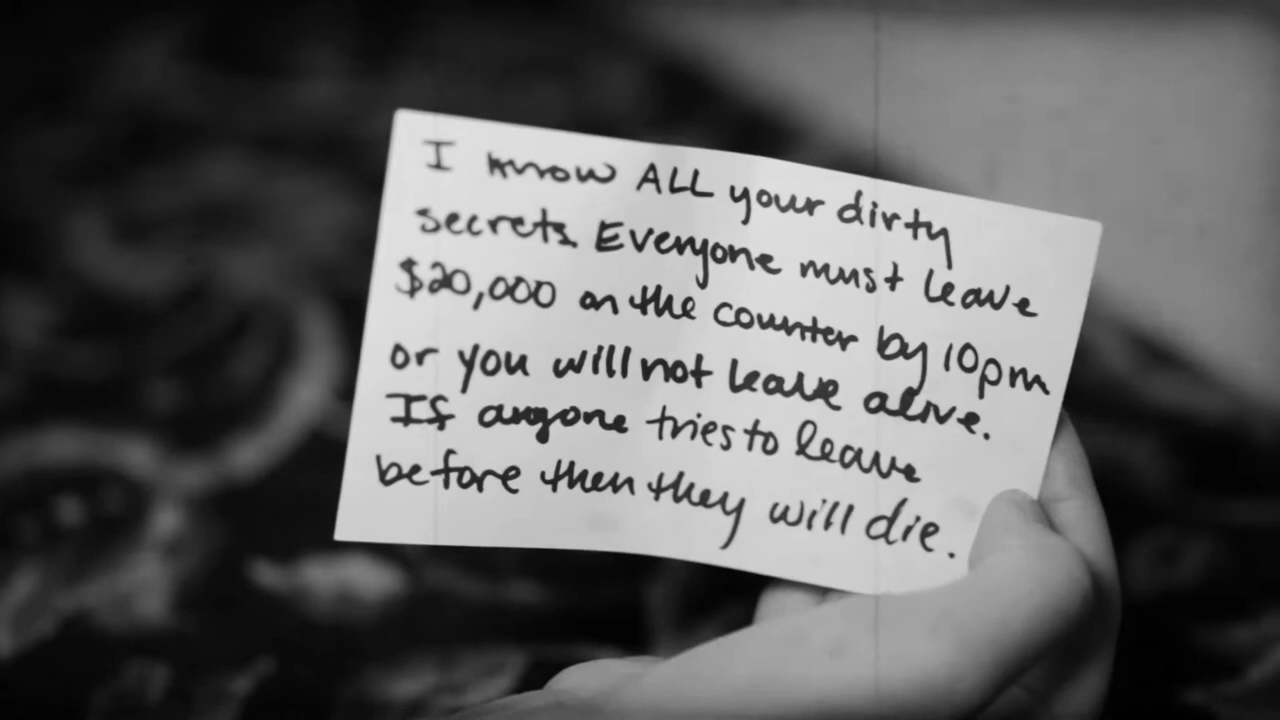 I know ALL your dirty
secrets. Everyone must leave
$20,000 on the counter by 10pm
or you will not leave alive.
If anyone tries to leave
before then they will die.